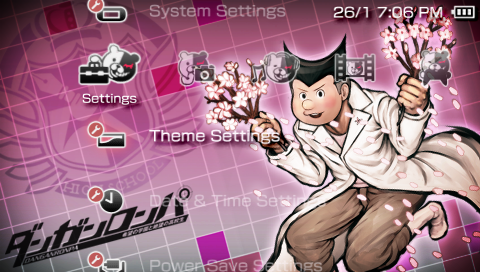 System Settings
26/1 7:06 PM
Settings
Theme Settings
Date & Time Settings
ダンガンロンパ
DANGANRONPA
希望の学園と絶望の高校生
Power Save Settings